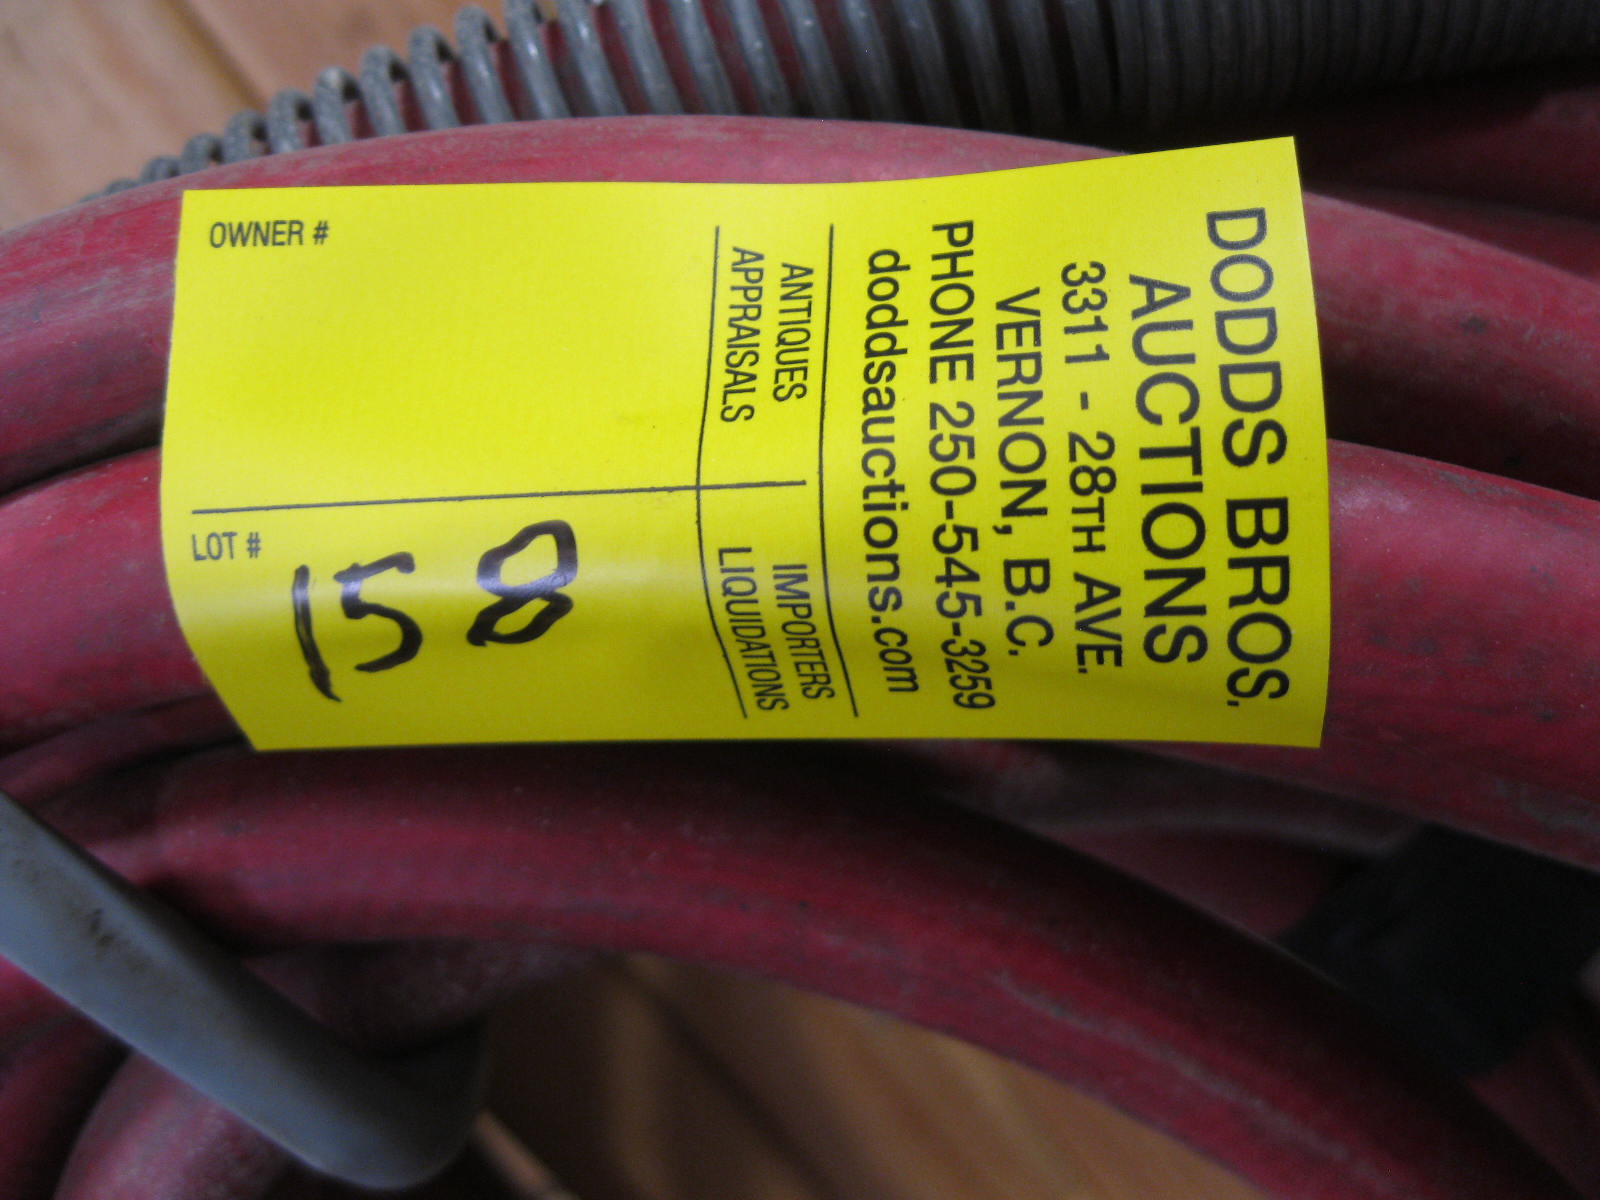 DODDS BROS.
AUCTIONS
3311 - 28TH AVE.
VERNON, B.C.
PHONE 250-545-3259
doddsauctions.com
ANTIQUES IMPORTERS
APPRAISALS LIQUIDATIONS
OWNER #
LOT #
158